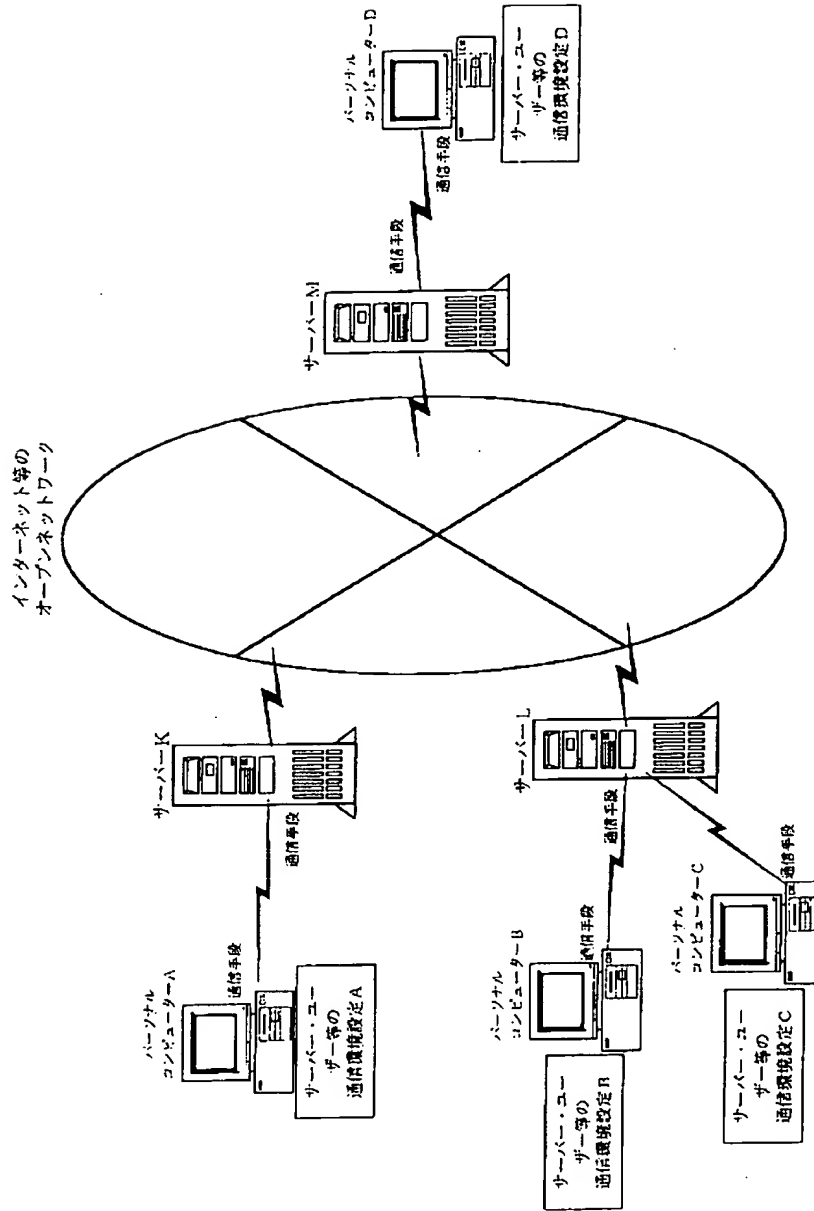 インターネット等の
オープンネットワーク
パーソナル
コンピューターA
通信手段
サーバー・ユー
ザー等の
通信環境設定A
サーバーK
通信手段
パーソナル
コンピューターB
通信手段
サーバー・ユー
ザー等の
通信環境設定B
サーバーL
通信手段
パーソナル
コンピューターC
通信手段
サーバー・ユー
ザー等の
通信環境設定C
サーバーM
通信手段
通信手段
パーソナル
コンピューターD
サーバー・ユー
ザー等の
通信環境設定D